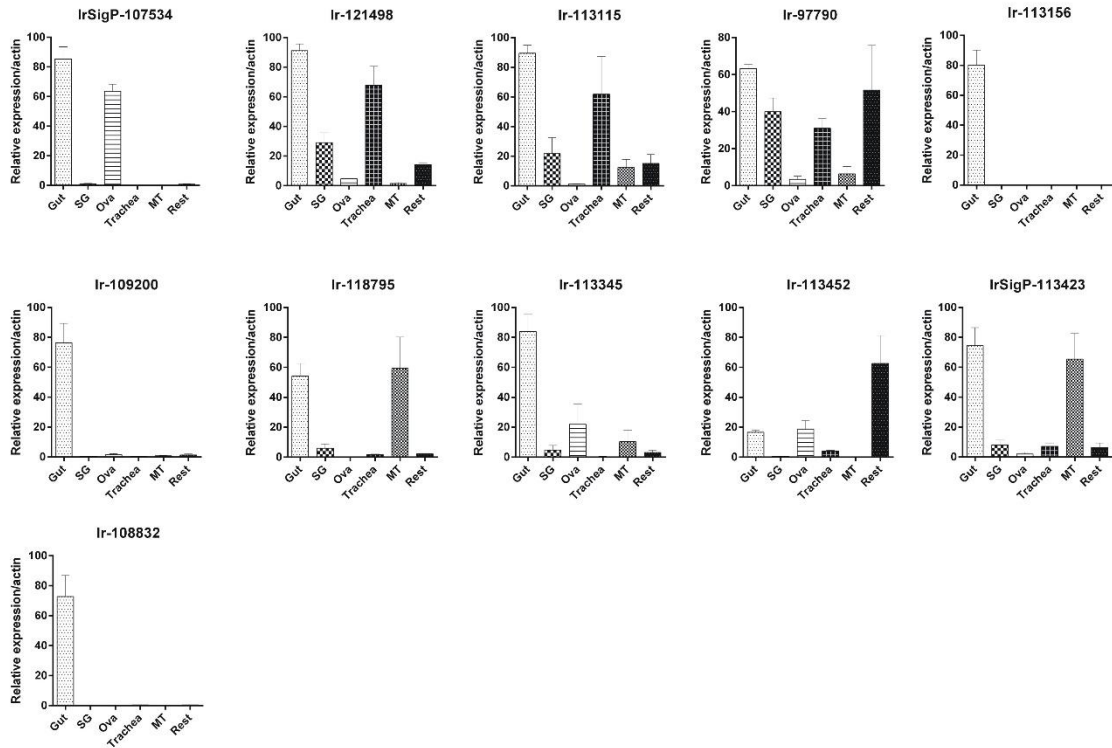 IrSigP-107534
Relative expression/actin
100
80
60
40
20
0
Gut SG Ova Trachea MT Rest
Ir-121498
Relative expression/actin
100
80
60
40
20
0
Gut SG Ova Trachea MT Rest
Ir-113115
Relative expression/actin
100
80
60
40
20
0
Gut SG Ova Trachea MT Rest
Ir-97790
Relative expression/actin
80
60
40
20
0
Gut SG Ova Trachea MT Rest
Ir-113156
Relative expression/actin
100
80
60
40
20
0
Gut SG Ova Trachea MT Rest
Ir-109200
Relative expression/actin
100
80
60
40
20
0
Gut SG Ova Trachea MT Rest
Ir-118795
Relative expression/actin
100
80
60
40
20
0
Gut SG Ova Trachea MT Rest
Ir-113345
Relative expression/actin
100
80
60
40
20
0
Gut SG Ova Trachea MT Rest
Ir-113452
Relative expression/actin
100
80
60
40
20
0
Gut SG Ova Trachea MT Rest
IrSigP-113423
Relative expression/actin
100
80
60
40
20
0
Gut SG Ova Trachea MT Rest
Ir-108832
Relative expression/actin
100
80
60
40
20
0
Gut SG Ova Trachea MT Rest